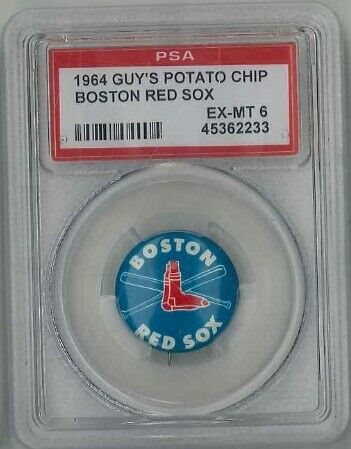 PSA
1964 GUY'S POTATO CHIP
BOSTON RED SOX
EX-MT 6
45362233
BOSTON
RED SOX